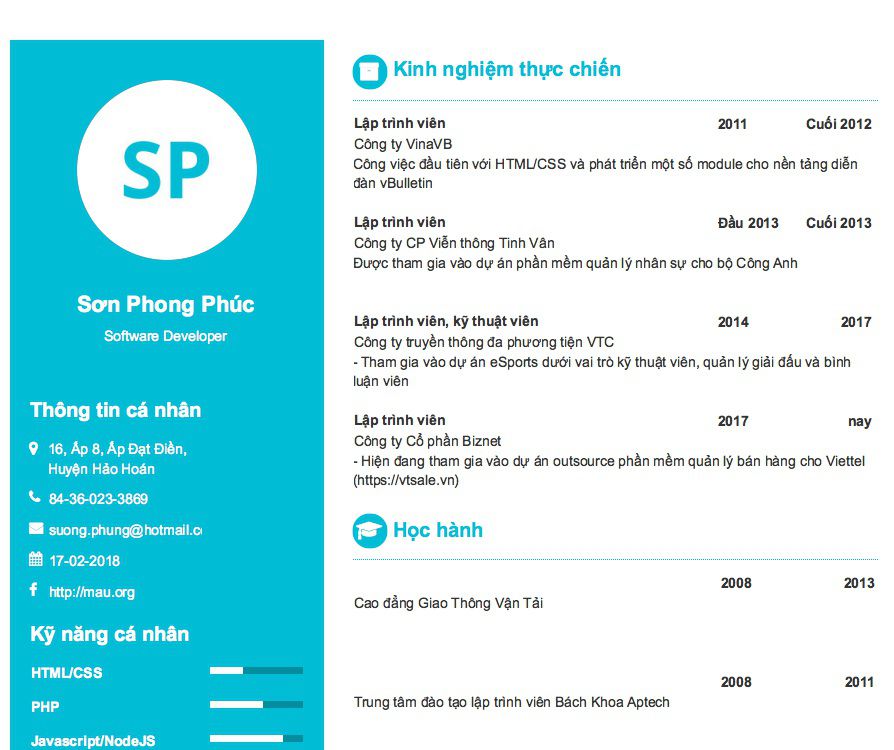 SP
Sơn Phong Phúc
Software Developer
Thông tin cá nhân
16, Ấp 8, Ấp Đạt Điền,
Huyện Hảo Hoán
84-36-023-3869
suong.phung@hotmail.c
17-02-2018
http://mau.org
Kỹ năng cá nhân
HTML/CSS
PHP
Javascript/NodeJS
Kinh nghiệm thực chiến
Lập trình viên 2011 Cuối 2012
Công ty VinaVB
Công việc đầu tiên với HTML/CSS và phát triển một số module cho nền tảng diễn
đàn vBulletin
Lập trình viên Đầu 2013 Cuối 2013
Công ty CP Viễn thông Tinh Vân
Được tham gia vào dự án phần mềm quản lý nhân sự cho bộ Công Anh
Lập trình viên, kỹ thuật viên 2014 2017
Công ty truyền thông đa phương tiện VTC
- Tham gia vào dự án eSports dưới vai trò kỹ thuật viên, quản lý giải đấu và bình
luận viên
Lập trình viên 2017 nay
Công ty Cổ phần Biznet
- Hiện đang tham gia vào dự án outsource phần mềm quản lý bán hàng cho Viettel
(https://vtsale.vn)
Học hành
2008 2013
Cao đẳng Giao Thông Vận Tải
2008 2011
Trung tâm đào tạo lập trình viên Bách Khoa Aptech